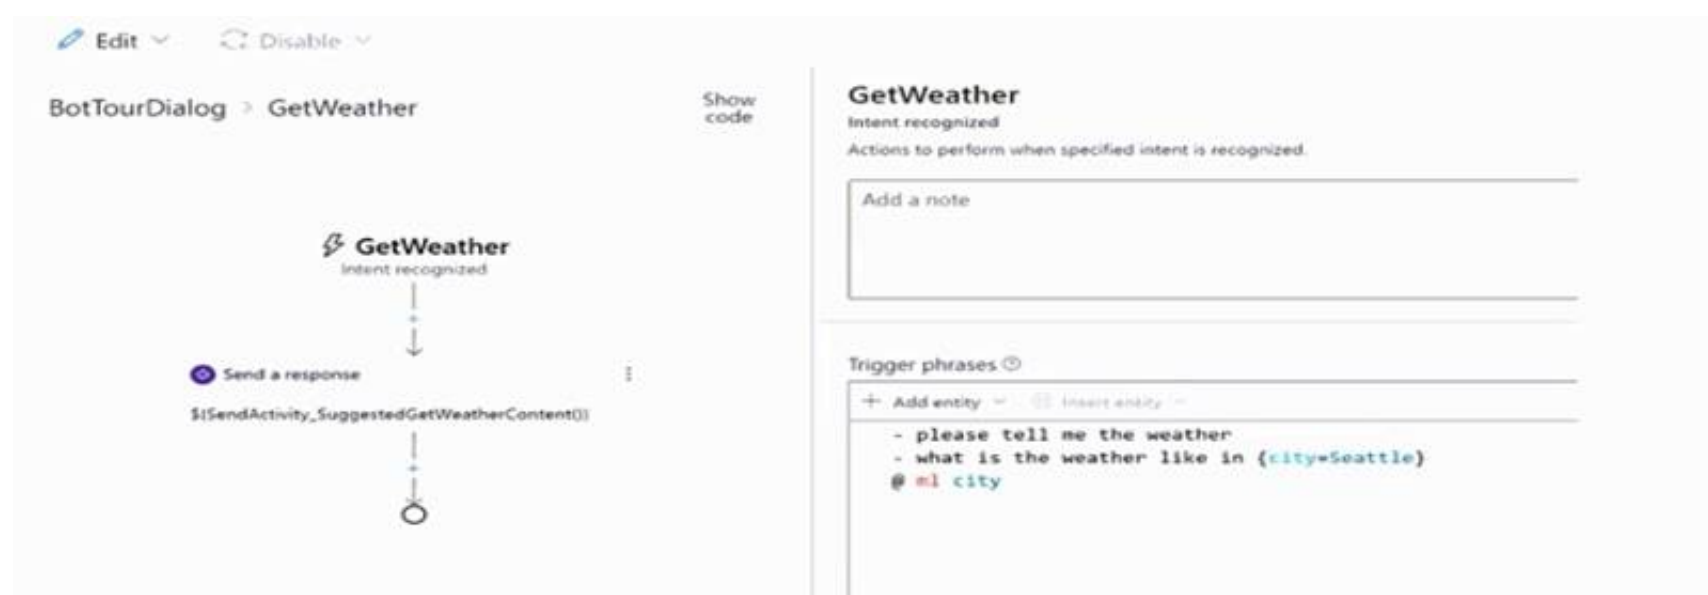 Edit
Disable
BotTourDialog > GetWeather
Show
code
GetWeather
Intent recognized
Send a response
${SendActivity_SuggestedGetWeatherContent()}
GetWeather
Intent recognized
Actions to perform when specified intent is recognized.
Add a note
Trigger phrases
+ Add entity
Insert entity
- please tell me the weather
- what is the weather like in {city=Seattle}
@ ml city